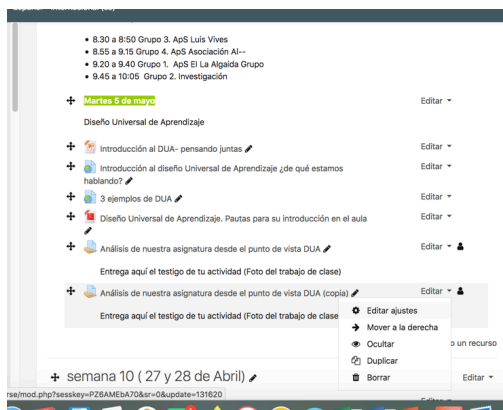 • 8.30 a 8:50 Grupo 3. ApS Luis Vives
• 8.55 a 9.15 Grupo 4. ApS Asociación Al--
• 9.20 a 9.40 Grupo 1. ApS El La Algaida Grupo
• 9.45 a 10:05 Grupo 2. Investigación
Martes 5 de mayo Editar
Diseño Universal de Aprendizaje
Introducción al DUA- pensando juntas Editar
Introducción al diseño Universal de Aprendizaje ¿de qué estamos Editar
hablando?
3 ejemplos de DUA Editar
Diseño Universal de Aprendizaje. Pautas para su introducción en el aula Editar
Análisis de nuestra asignatura desde el punto de vista DUA Editar
Entrega aquí el testigo de tu actividad (Foto del trabajo de clase)
Análisis de nuestra asignatura desde el punto de vista DUA (copia) Editar
Entrega aquí el testigo de tu actividad (Foto del trabajo de clase
Editar ajustes
Mover a la derecha
Ocultar
o un recurso
Duplicar
Borrar
semana 10 ( 27 y 28 de Abril) Editar
rse/mod.php?sesskey=PZ6AMEbA70&sr=0&update=131620